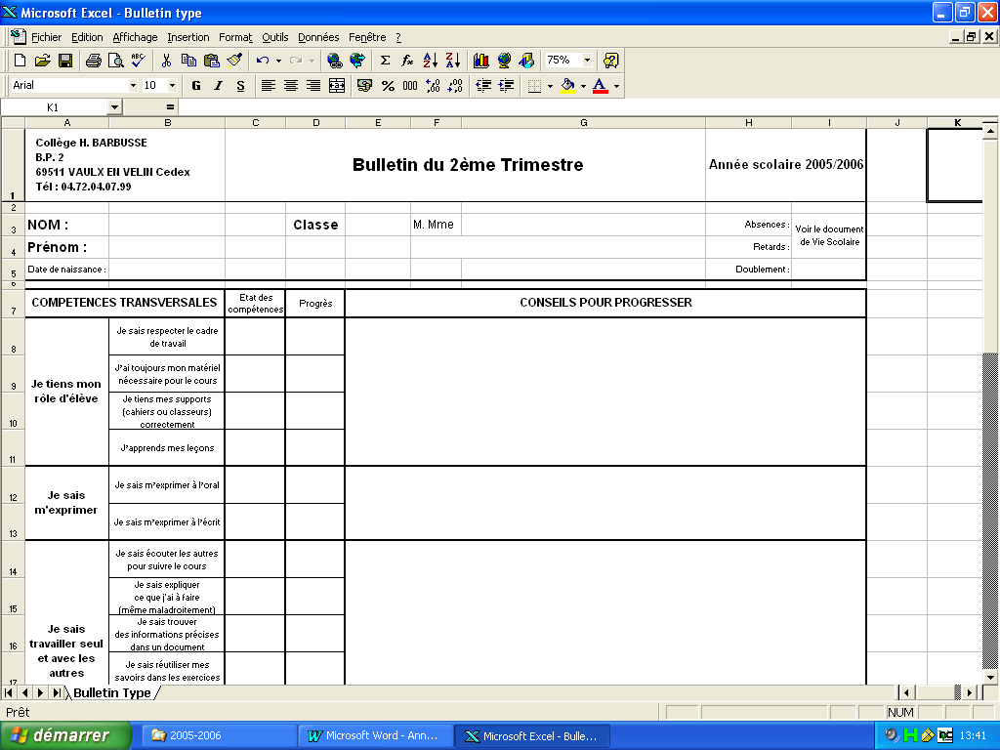 Microsoft Excel - Bulletin type
Fichier Edition Affichage Insertion Format Outils Données Fenêtre ?
75%
Arial 10 G I S
K1 =
A B C D E F G H I J K
1
Collège H. BARBUSSE
B.P. 2
69511 VAULX EN VELIN Cedex
Tél : 04.72.04.07.99
Bulletin du 2ème Trimestre
Année scolaire 2005/2006
2
3 NOM : Classe M. Mme Absences :
Voir le document
de Vie Scolaire
4 Prénom : Retards :
5 Date de naissance : Doublement :
6
7 COMPETENCES TRANSVERSALES
Etat des
compétences
Progrès
CONSEILS POUR PROGRESSER
Je tiens mon
rôle d'élève
8
Je sais respecter le cadre
de travail
9
J'ai toujours mon matériel
nécessaire pour le cours
10
Je tiens mes supports
(cahiers ou classeurs)
correctement
11
J'apprends mes leçons
Je sais
m'exprimer
12
Je sais m'exprimer à l'oral
13
Je sais m'exprimer à l'écrit
14
Je sais écouter les autres
pour suivre le cours
15
Je sais expliquer
ce que j'ai à faire
(même maladroitement)
Je sais
travailler seul
et avec les
autres
16
Je sais trouver
des informations précises
dans un document
17
Je sais réutiliser mes
savoirs dans les exercices
Bulletin Type
Prêt
NUM
démarrer
2005-2006
Microsoft Word - Ann...
Microsoft Excel - Bulle...
13:41